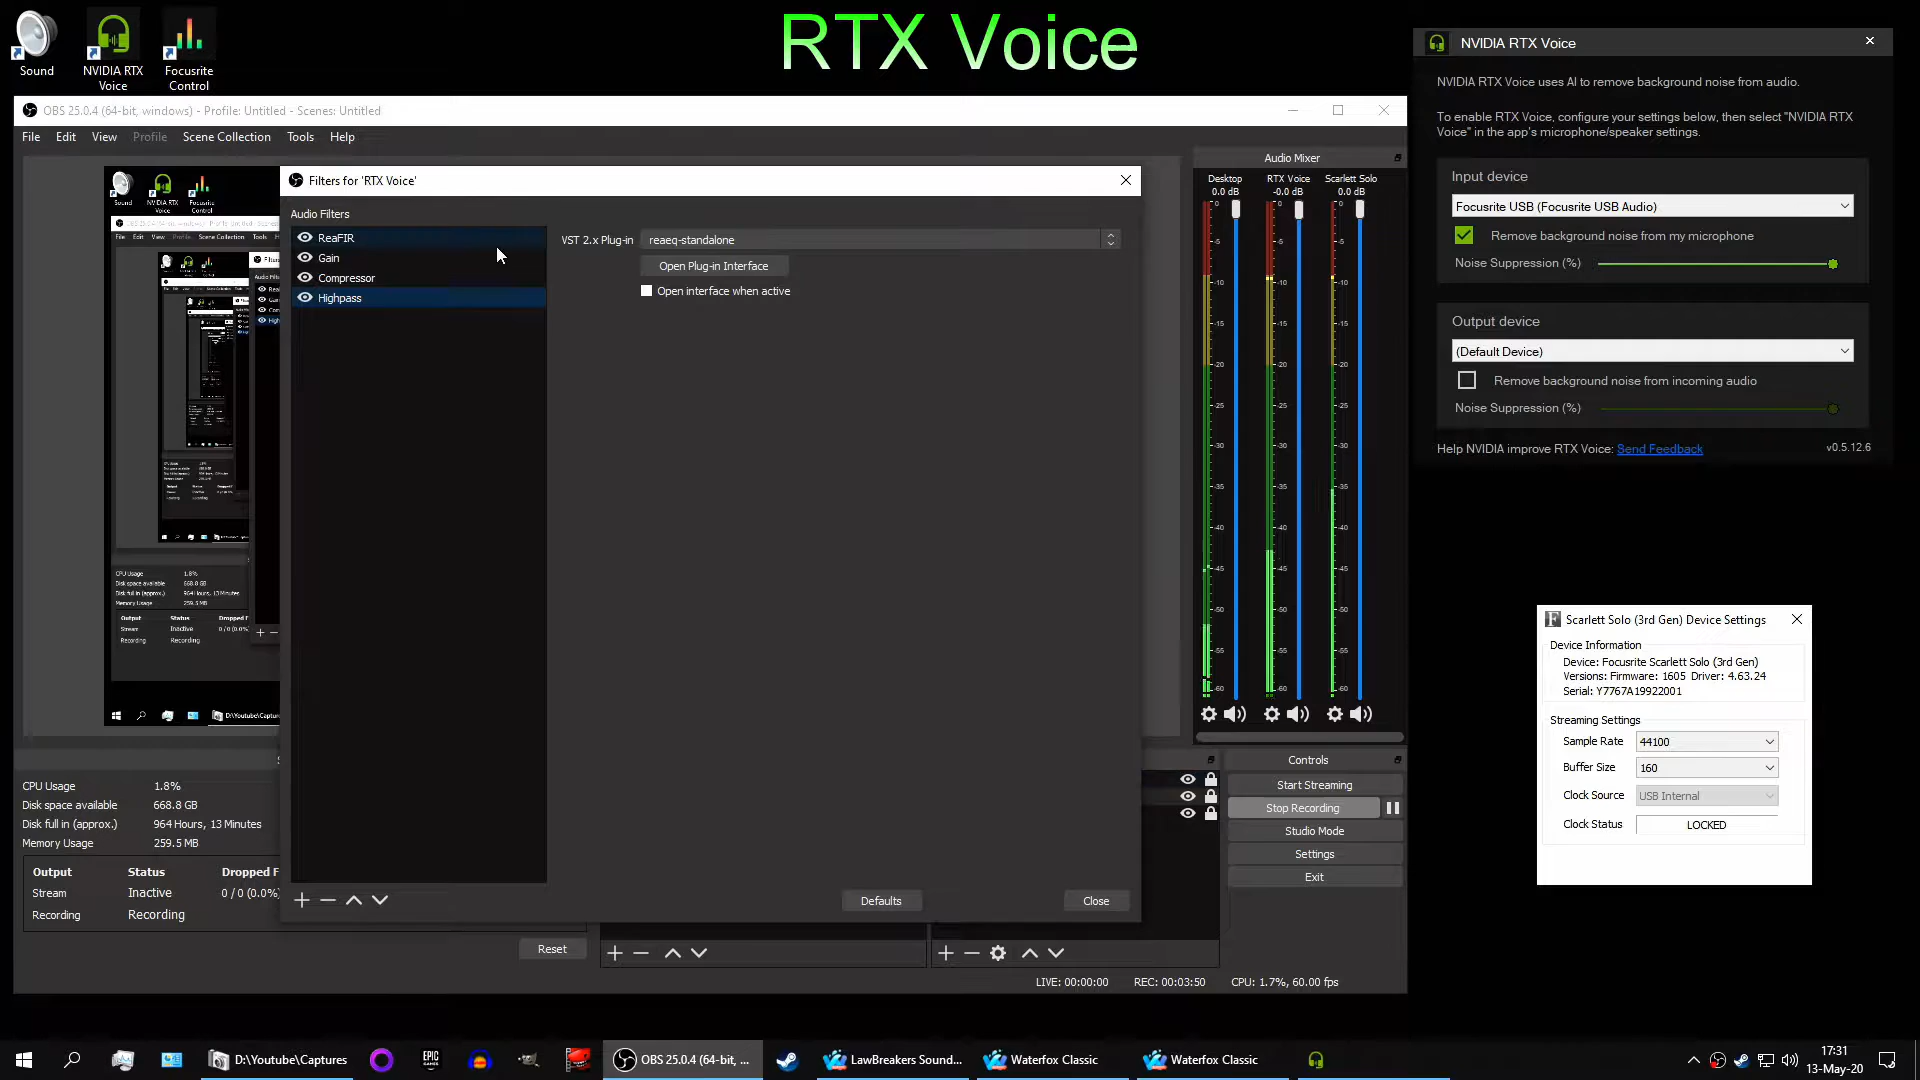 Sound
NVIDIA RTX
Voice
Focusrite
Control
RTX Voice
OBS 25.0.4 (64-bit, windows) - Profile: Untitled - Scenes: Untitled
File Edit View Profile Scene Collection Tools Help
Filters for 'RTX Voice'
Audio Filters
ReaFIR
Gain
Compressor
Highpass
VST 2.x Plug-in reaeq-standalone
Open Plug-in Interface
Open interface when active
Defaults
Close
Audio Mixer
Desktop RTX Voice Scarlett Solo
0.0 dB -0.0 dB 0.0 dB
CPU Usage 1.8%
Disk space available 668.8 GB
Disk full in (approx.) 964 Hours, 13 Minutes
Memory Usage 259.5 MB
Output Status Dropped F
Stream Inactive 0 / 0 (0.0%)
Recording Recording
Reset
Controls
Start Streaming
Stop Recording
Studio Mode
Settings
Exit
LIVE: 00:00:00 REC: 00:03:50 CPU: 1.7%, 60.00 fps
NVIDIA RTX Voice
NVIDIA RTX Voice uses AI to remove background noise from audio.
To enable RTX Voice, configure your settings below, then select "NVIDIA RTX
Voice" in the app's microphone/speaker settings.
Input device
Focusrite USB (Focusrite USB Audio)
Remove background noise from my microphone
Noise Suppression (%)
Output device
(Default Device)
Remove background noise from incoming audio
Noise Suppression (%)
Help NVIDIA improve RTX Voice: Send Feedback v0.5.12.6
Scarlett Solo (3rd Gen) Device Settings
Device Information
Device: Focusrite Scarlett Solo (3rd Gen)
Versions: Firmware: 1605 Driver: 4.63.24
Serial: Y7767A19922001
Streaming Settings
Sample Rate 44100
Buffer Size 160
Clock Source USB Internal
Clock Status LOCKED
D:\Youtube\Captures
EPIC
GAMES
OBS 25.0.4 (64-bit, ...
LawBreakers Sound...
Waterfox Classic
Waterfox Classic
17:31
13-May-20